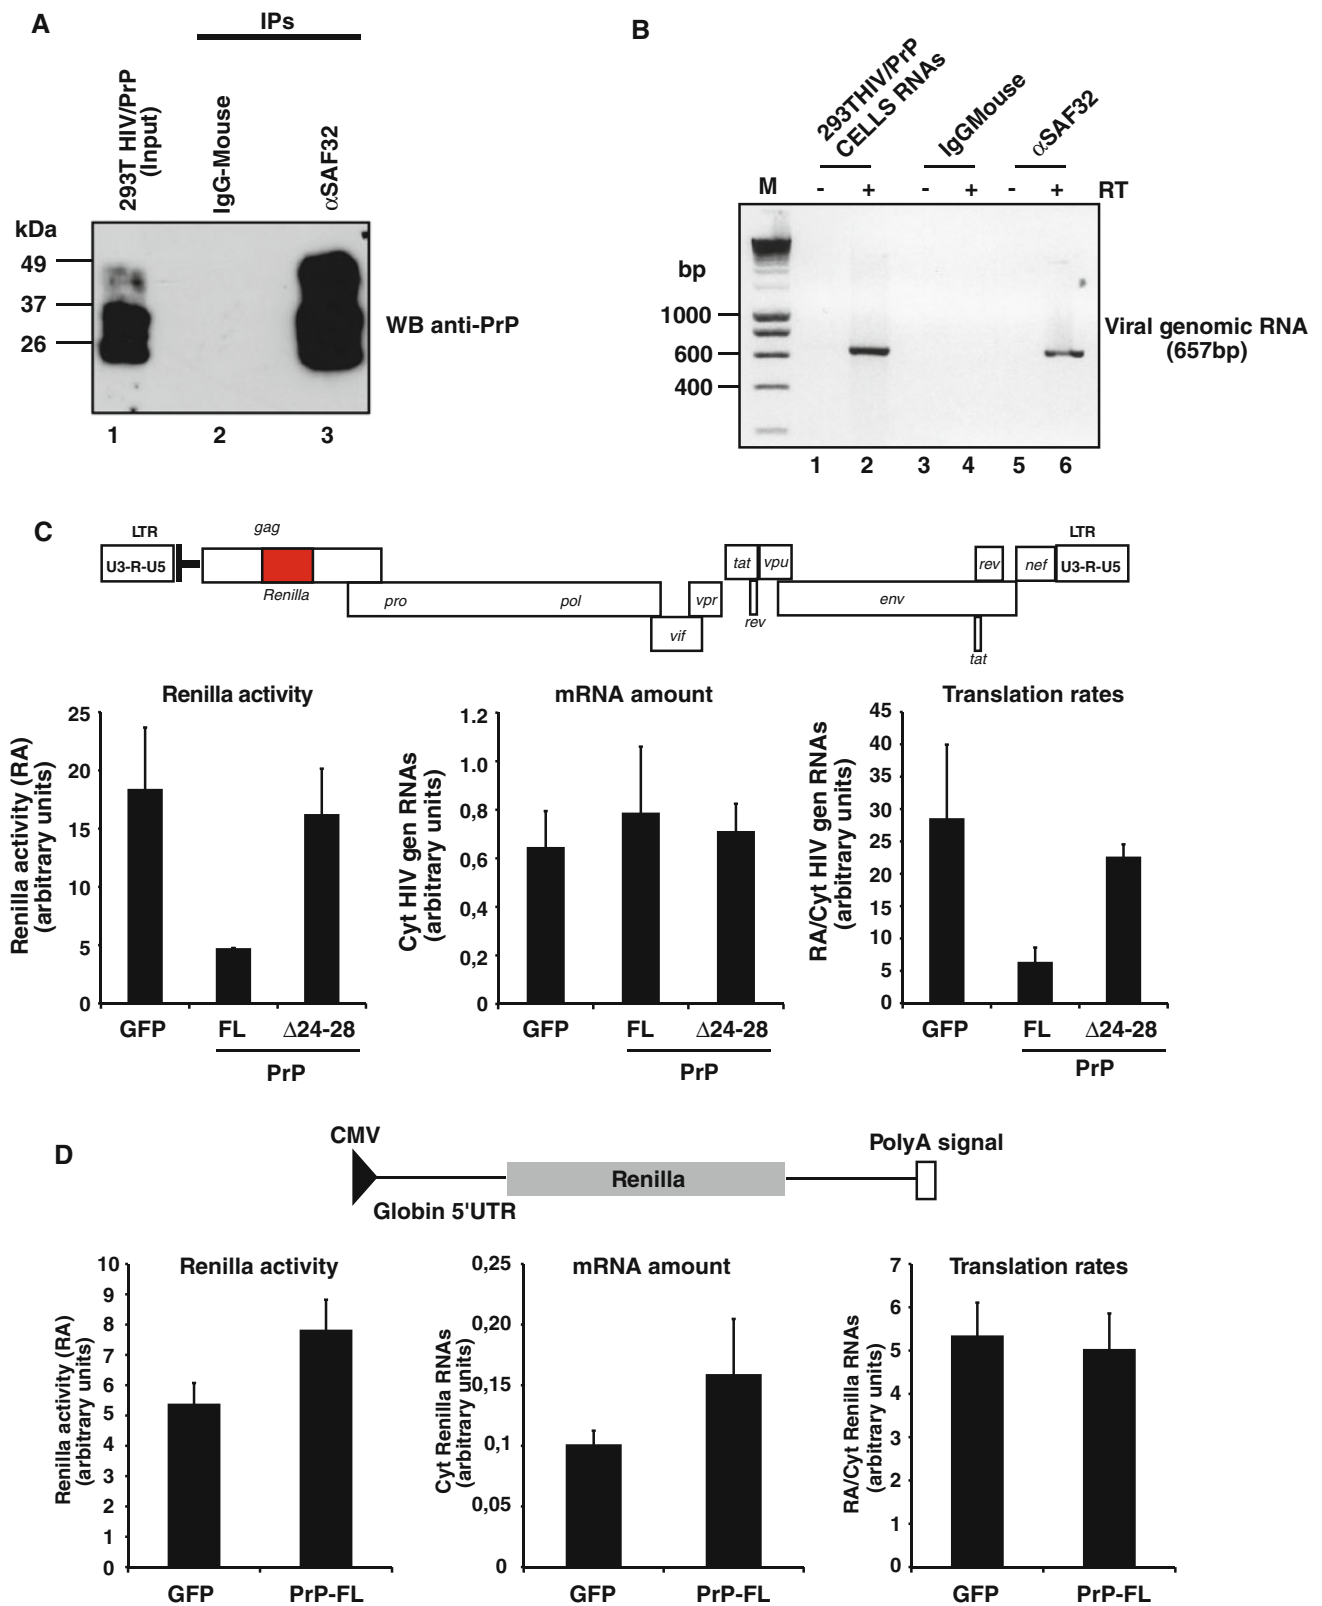 A
IPs
293T HIV/PrP
(Input)
IgG-Mouse
αSAF32
kDa
49
37
26
WB anti-PrP
1 2 3
B
293THIV/PrP
CELLS RNAs
IgGMouse
αSAF32
M - + - + - + RT
bp
1000
600
400
Viral genomic RNA
(657bp)
1 2 3 4 5 6
C
LTR
U3-R-U5
gag
Renilla
pro
pol
vif
vpr
tat
vpu
rev
env
rev
tat
nef
LTR
U3-R-U5
Renilla activity
Renilla activity (RA)
(arbitrary units)
25
20
15
10
5
0
GFP FL Δ24-28
PrP
mRNA amount
Cyt HIV gen RNAs
(arbitrary units)
1.2
1.0
0,8
0,6
0,4
0,2
0
GFP FL Δ24-28
PrP
Translation rates
RA/Cyt HIV gen RNAs
(arbitrary units)
45
40
35
30
25
20
15
10
5
0
GFP FL Δ24-28
PrP
D
CMV
Globin 5'UTR
Renilla
PolyA signal
Renilla activity
Renilla activity (RA)
(arbitrary units)
10
9
8
7
6
5
4
3
2
1
0
GFP PrP-FL
mRNA amount
Cyt Renilla RNAs
(arbitrary units)
0,25
0,20
0,15
0,1
0,05
0
GFP PrP-FL
Translation rates
RA/Cyt Renilla RNAs
(arbitrary units)
7
6
5
4
3
2
1
0
GFP PrP-FL